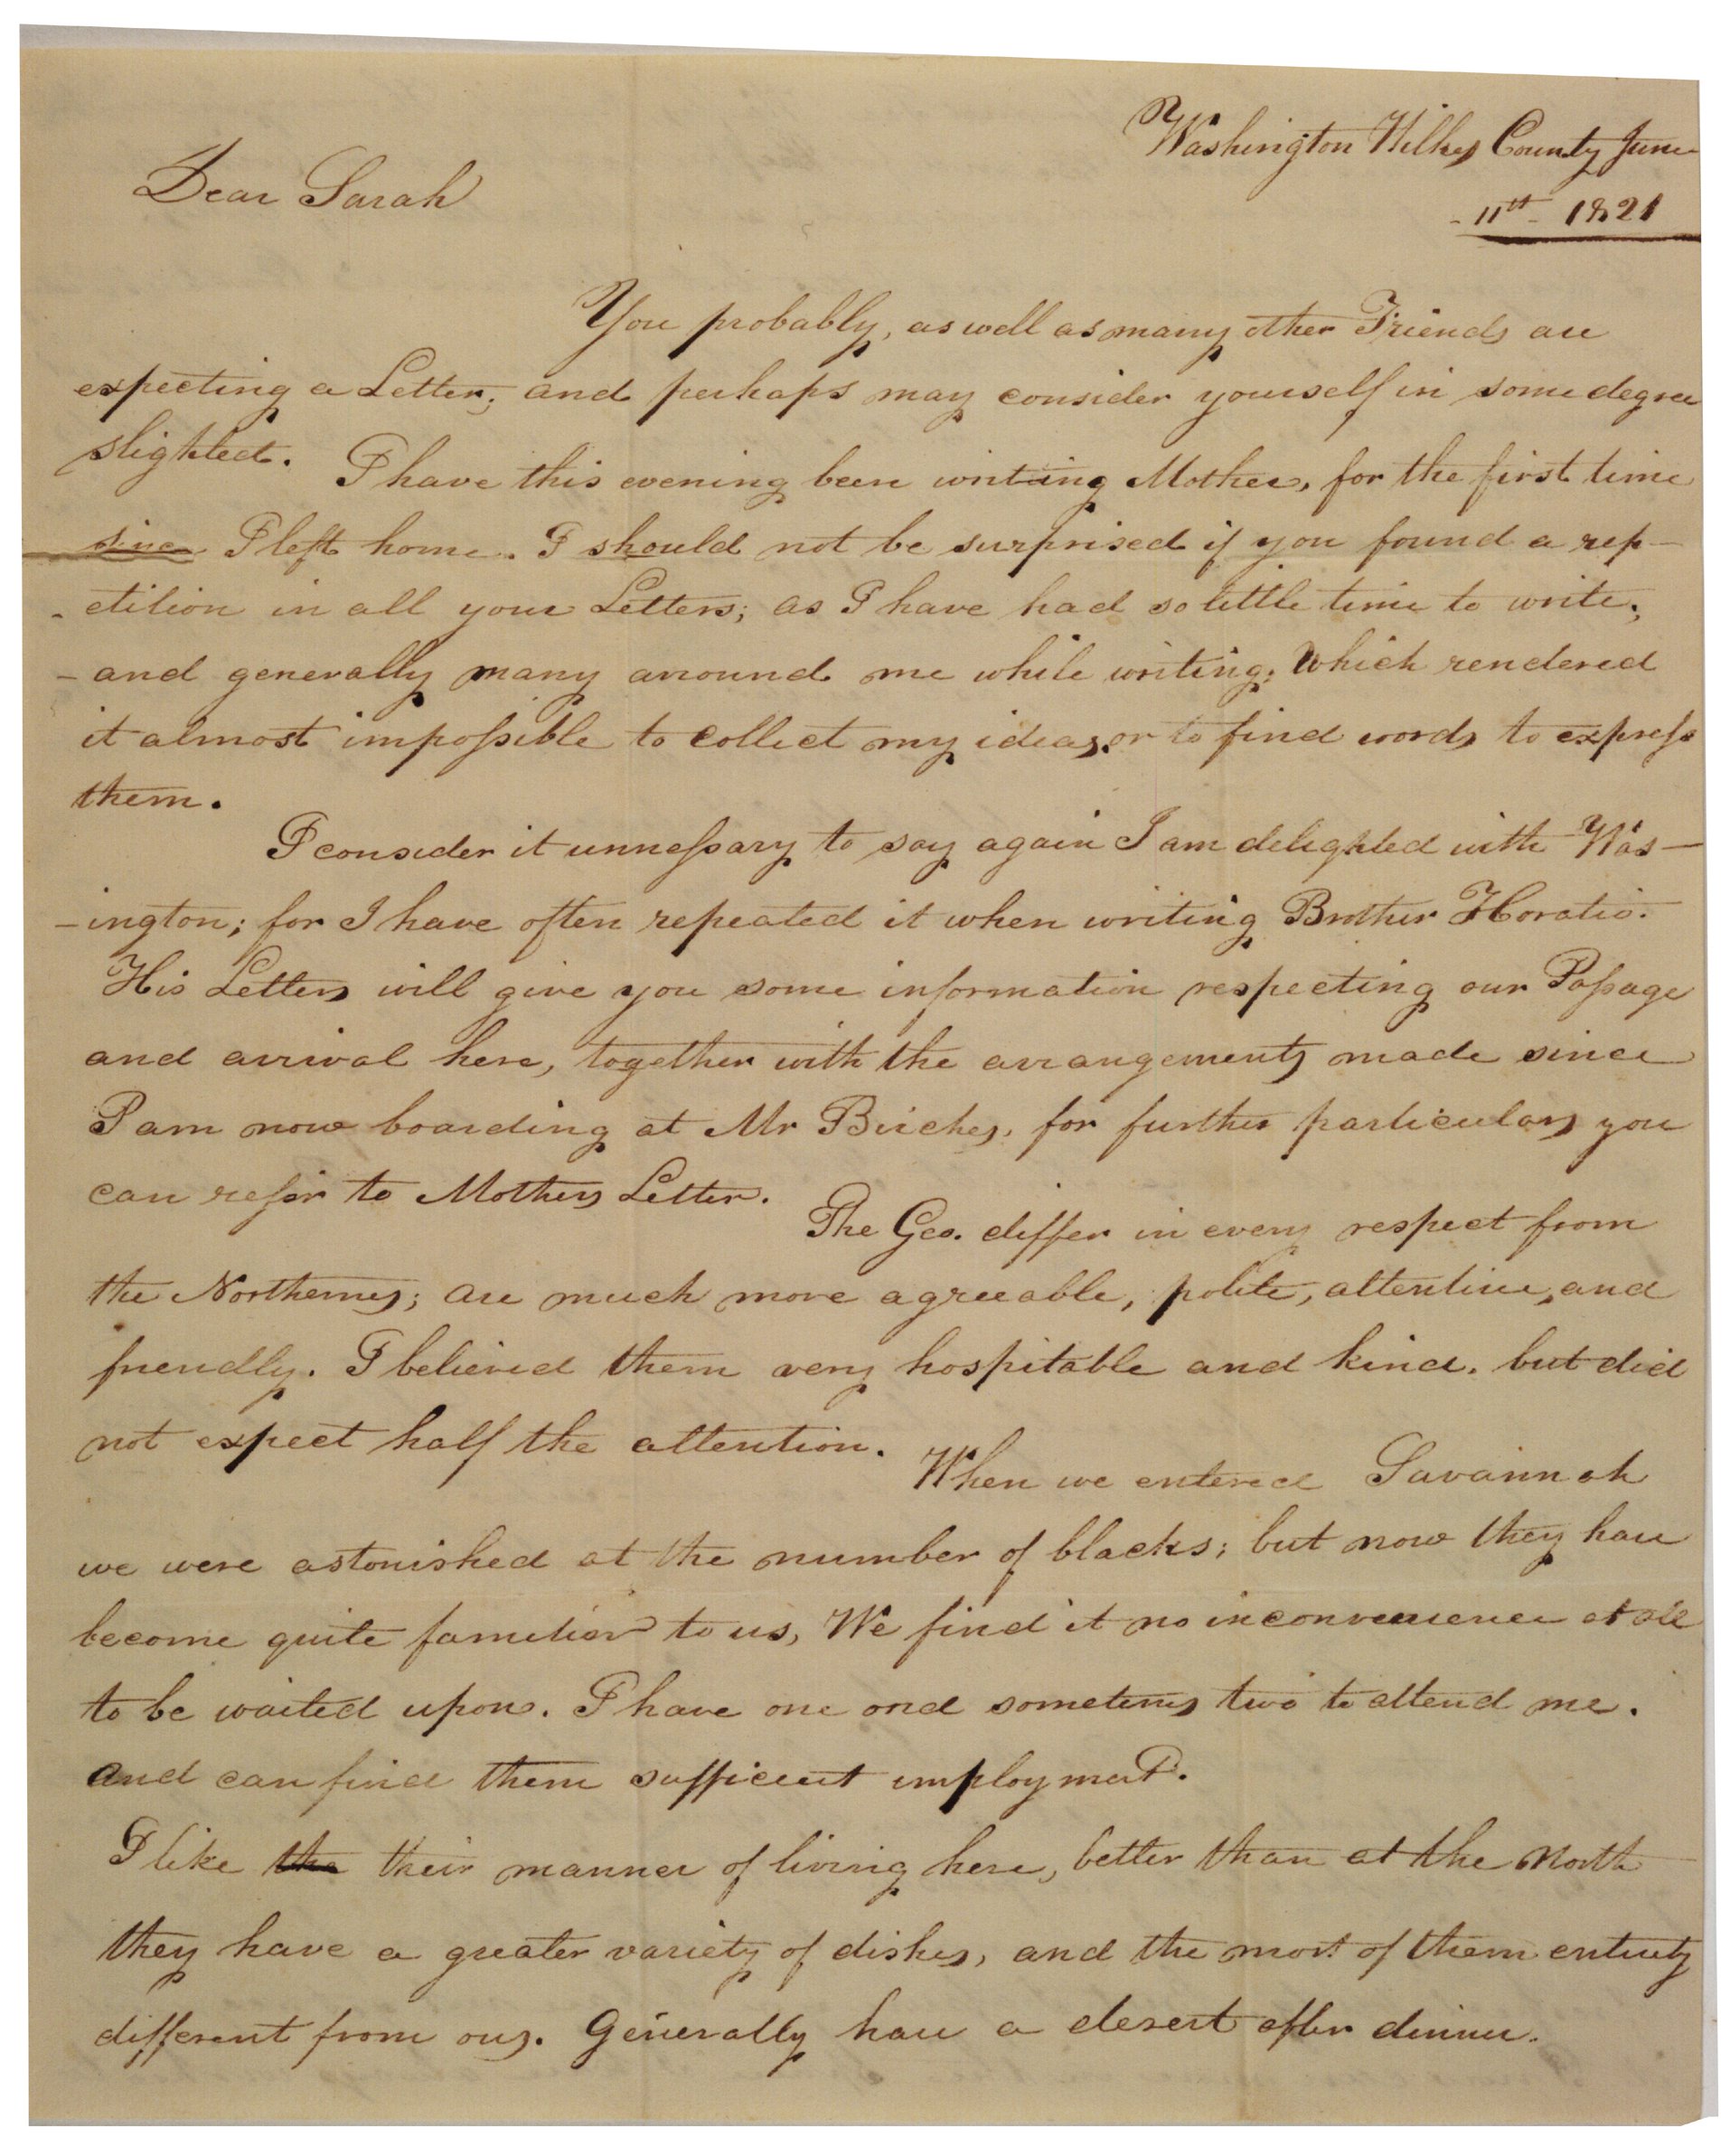 Washington Wilkes County June
- 11th - 1821
Dear Sarah
You probably, as well as many other Friends are
expecting a Letter; and perhaps may consider yourself in some degree
slighted. I have this evening been writing Mother, for the first time
since I left home. I should not be surprised if you found a rep-
-etition in all your Letters; as I have had so little time to write;
-and generally many arround me while writing; Which rendered
it almost impossible to collect my ideas, or to find words to express
them.
I consider it unnessary to say again I am delighted with Was-
-ington; for I have often repeated it when writing Brother Horatio.
His Letters will give you some information respecting our Passage
and arrival here, together with the arrangements made since
I am now boarding at Mr Birches, for further particulars you
can refer to Mothers Letter.
The Geo. differ in every respect from
the Northerners; are much more agreeable, polite, attentive, and
friendly. I believed them very hospitable and kind, but did
not expect half the attention.
When we entered Savannah
we were astonished at the number of blacks; but now they have
become quite familiar to us, We find it no inconvenience at all
to be waited upon. I have one and sometimes two to attend me.
and can find them sufficient employment.
I like the their manner of living here, better than at the North
they have a greater variety of dishes, and the most of them entirely
different from ours. Generally have a desert after dinner.